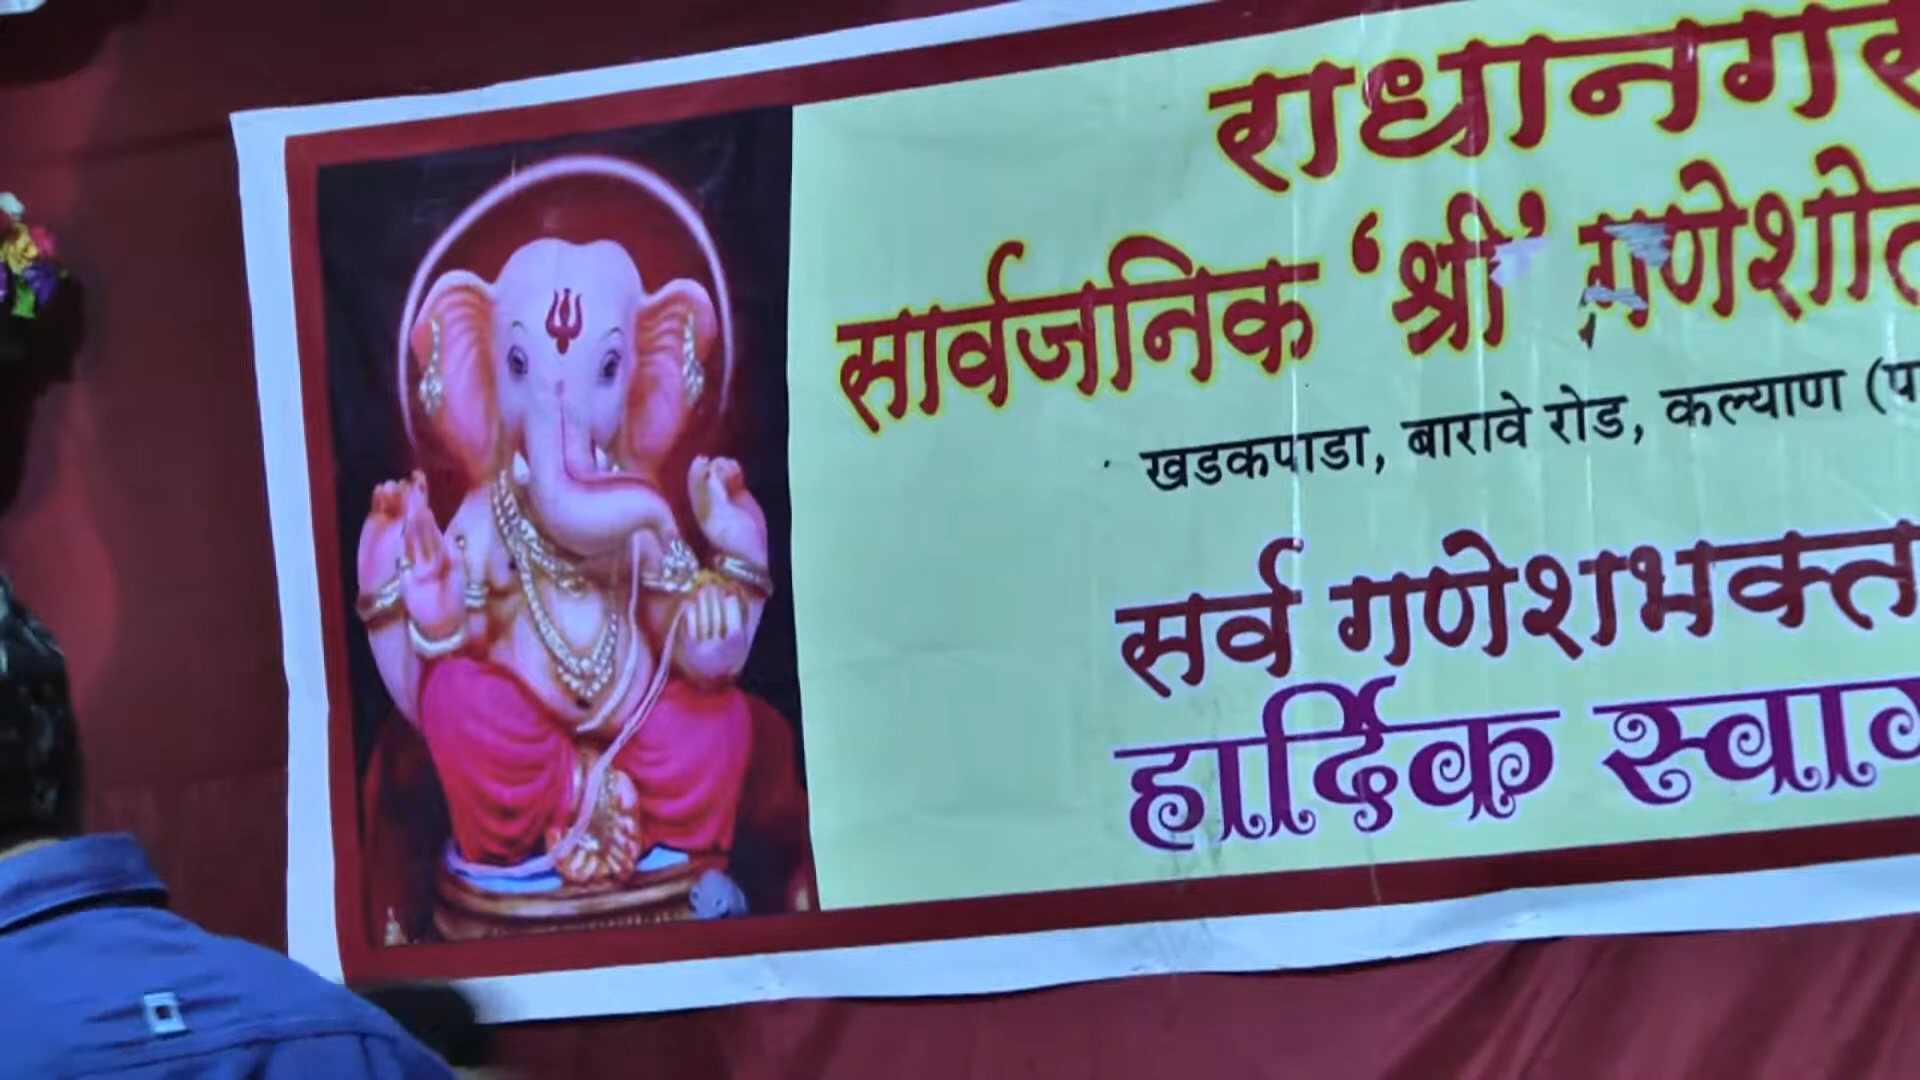 राधानगर
सार्वजनिक ‘श्री’ गणेशोत
खडकपाडा, बारावे रोड, कल्याण (प
सर्व गणेशभक्त
हार्दिक स्वाग